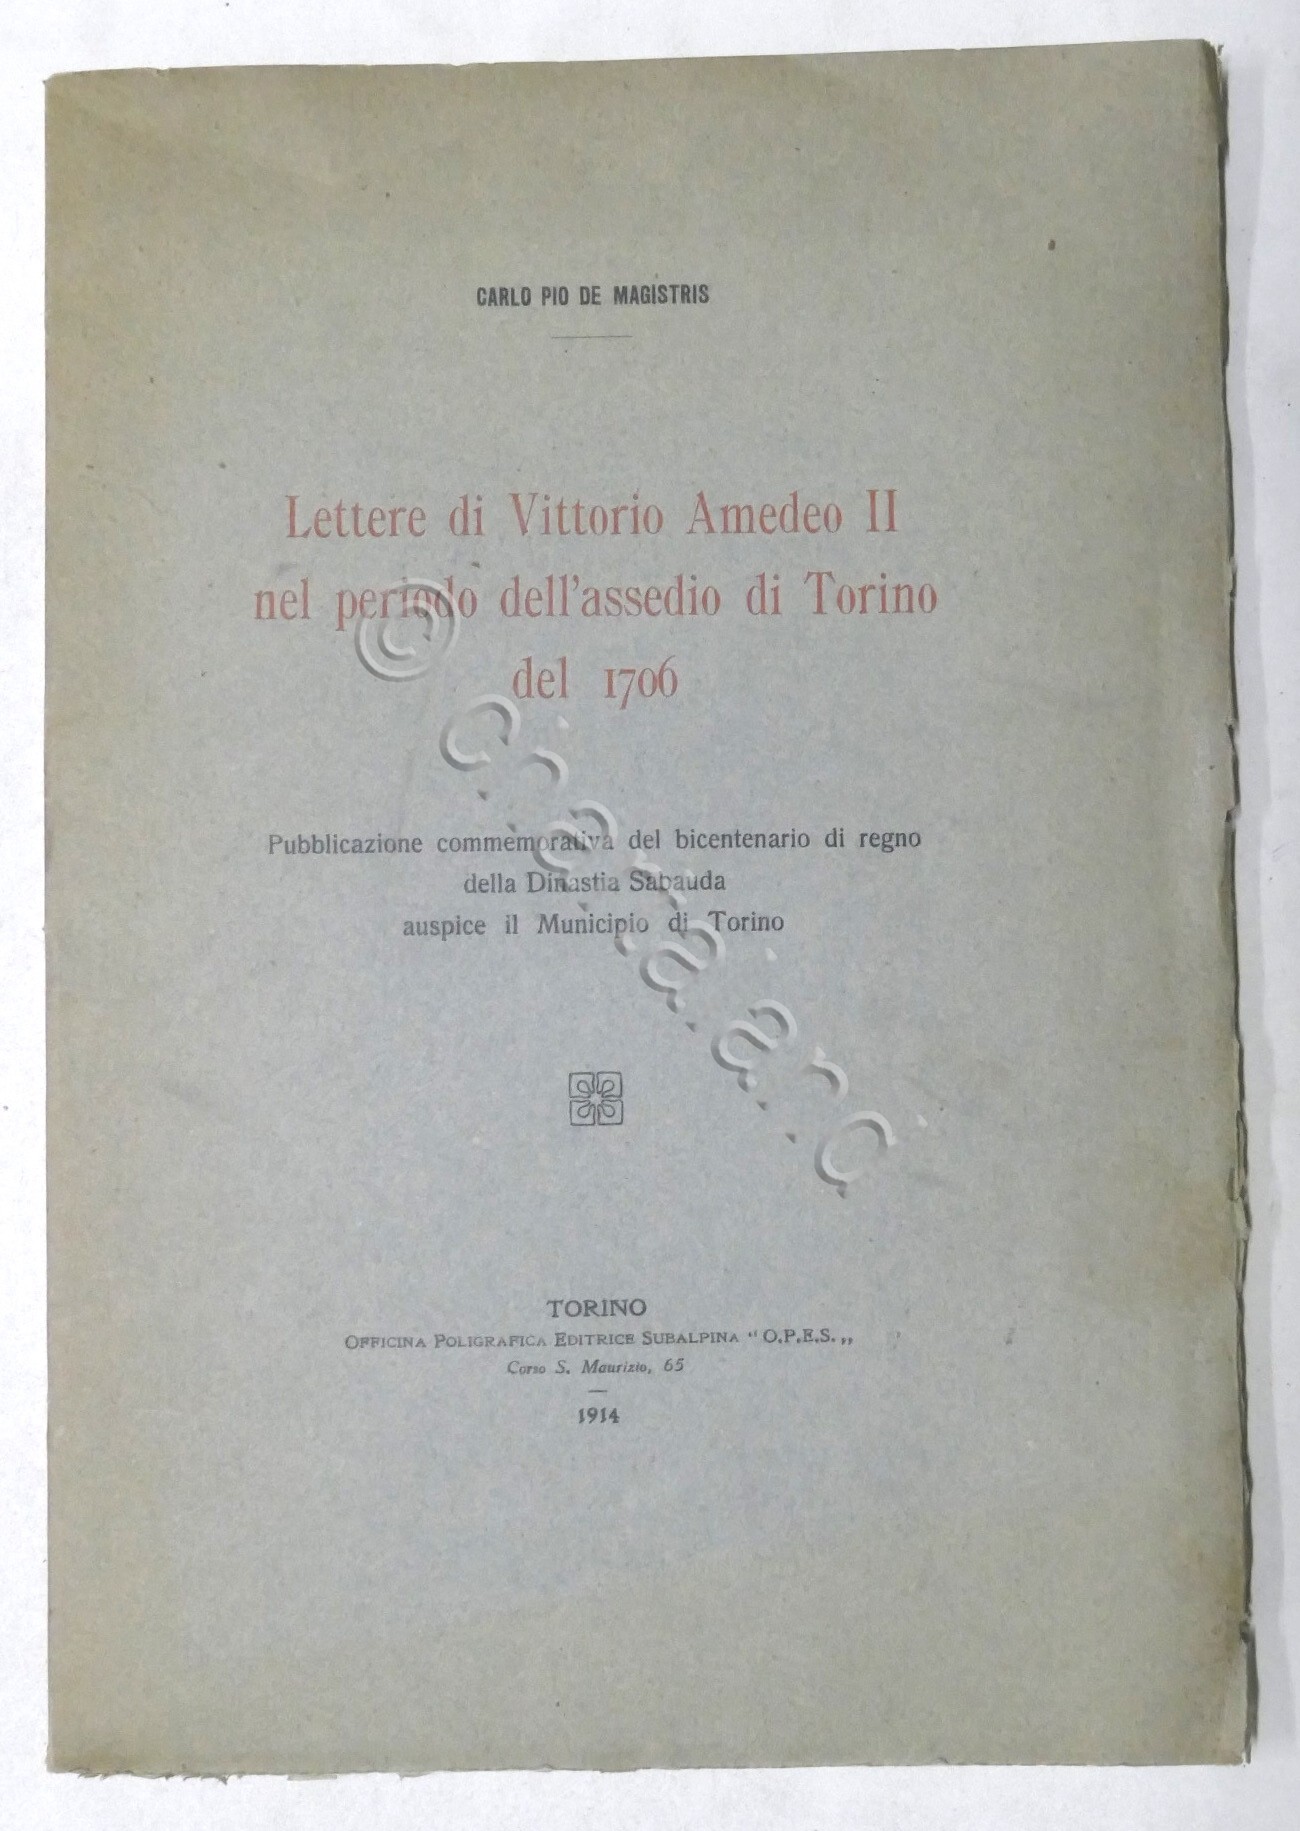 CARLO PIO DE MAGISTRIS
Lettere di Vittorio Amedeo II
nel periodo dell'assedio di Torino
del 1706
Pubblicazione commemorativa del bicentenario di regno
della Dinastia Sabauda
auspice il Municipio di Torino
TORINO
OFFICINA POLIGRAFICA EDITRICE SUBALPINA "O.P.E.S.„
Corso S. Maurizio, 65
1914